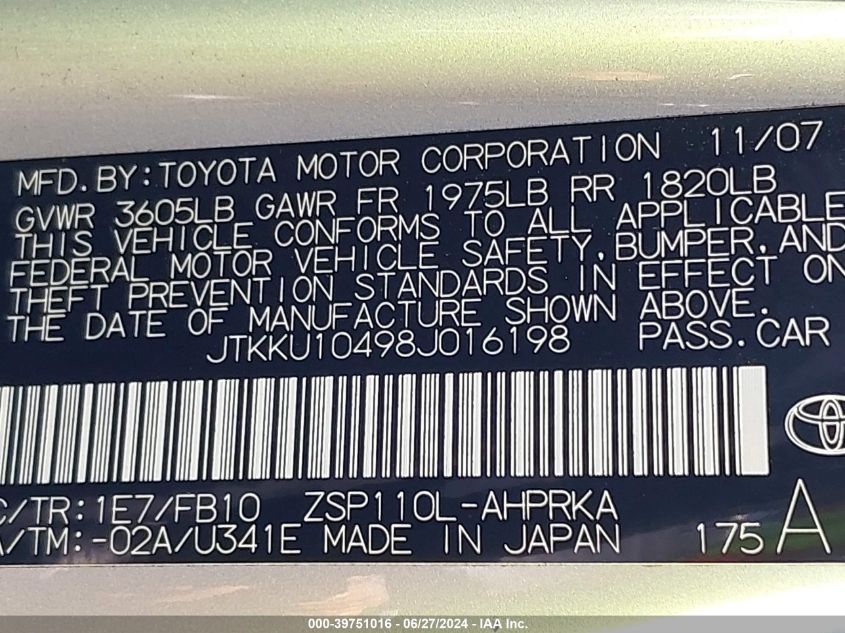 MFD.BY:TOYOTA MOTOR CORPORATION 11/07
GVWR 3605LB GAWR FR 1975LB RR 1820LB
THIS VEHICLE CONFORMS TO ALL APPLICABLE
FEDERAL MOTOR VEHICLE SAFETY,BUMPER,AND
THEFT PREVENTION STANDARDS IN EFFECT ON
THE DATE OF MANUFACTURE SHOWN ABOVE.
JTKKU10498J016198 PASS.CAR
C/TR:1E7/FB10 ZSP110L-AHPRKA
A/TM:-02A/U341E MADE IN JAPAN 175 A
000-39751016 - 06/27/2024 - IAA Inc.